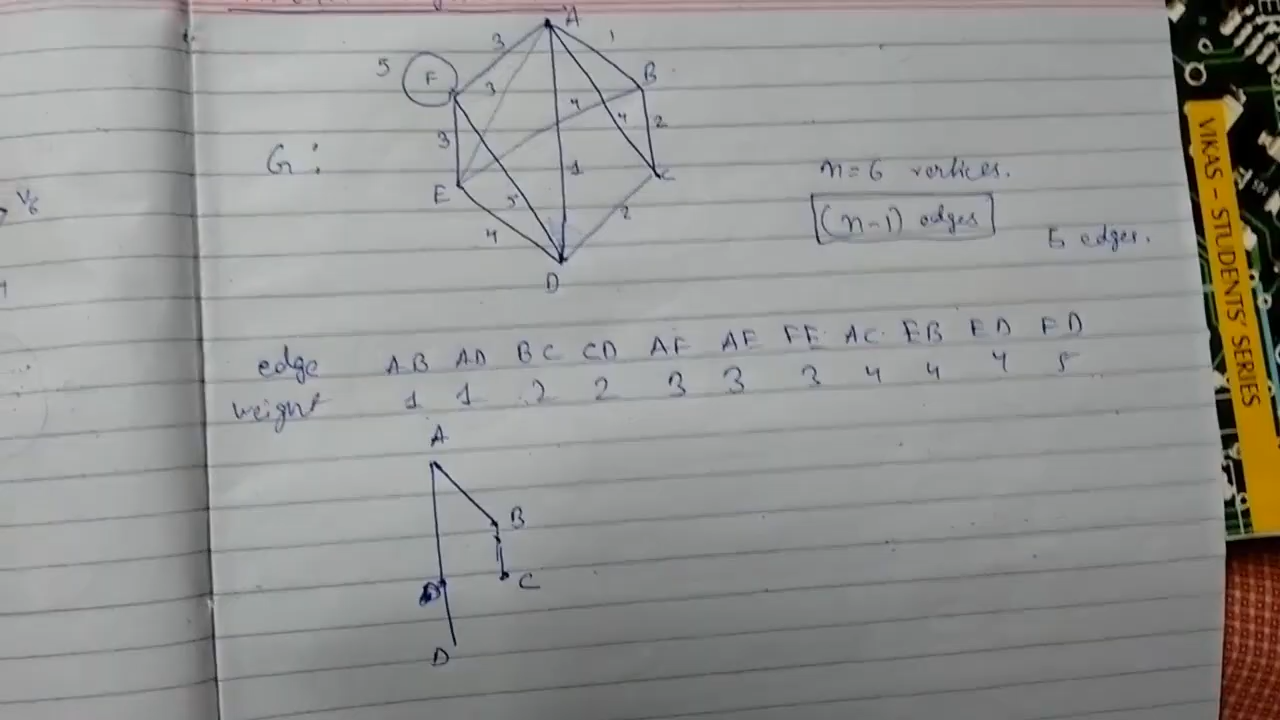 A
3
1
5
F
B
3
4
4
2
3
G:
1
C
n=6 vertices.
E
5
2
(n-1) edges
5 edges.
4
D
V6
edge AB AD BC CD AF AE FE AC EB ED FD
weight 1 1 2 2 3 3 3 4 4 4 5
A
B
C
D
VIKAS – STUDENTS' SERIES